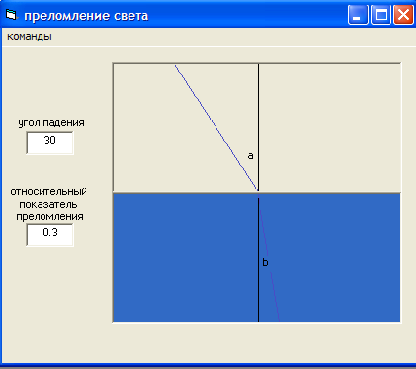 преломление света
команды
угол падения
30
относительный
показатель
преломления
0.3
a
b